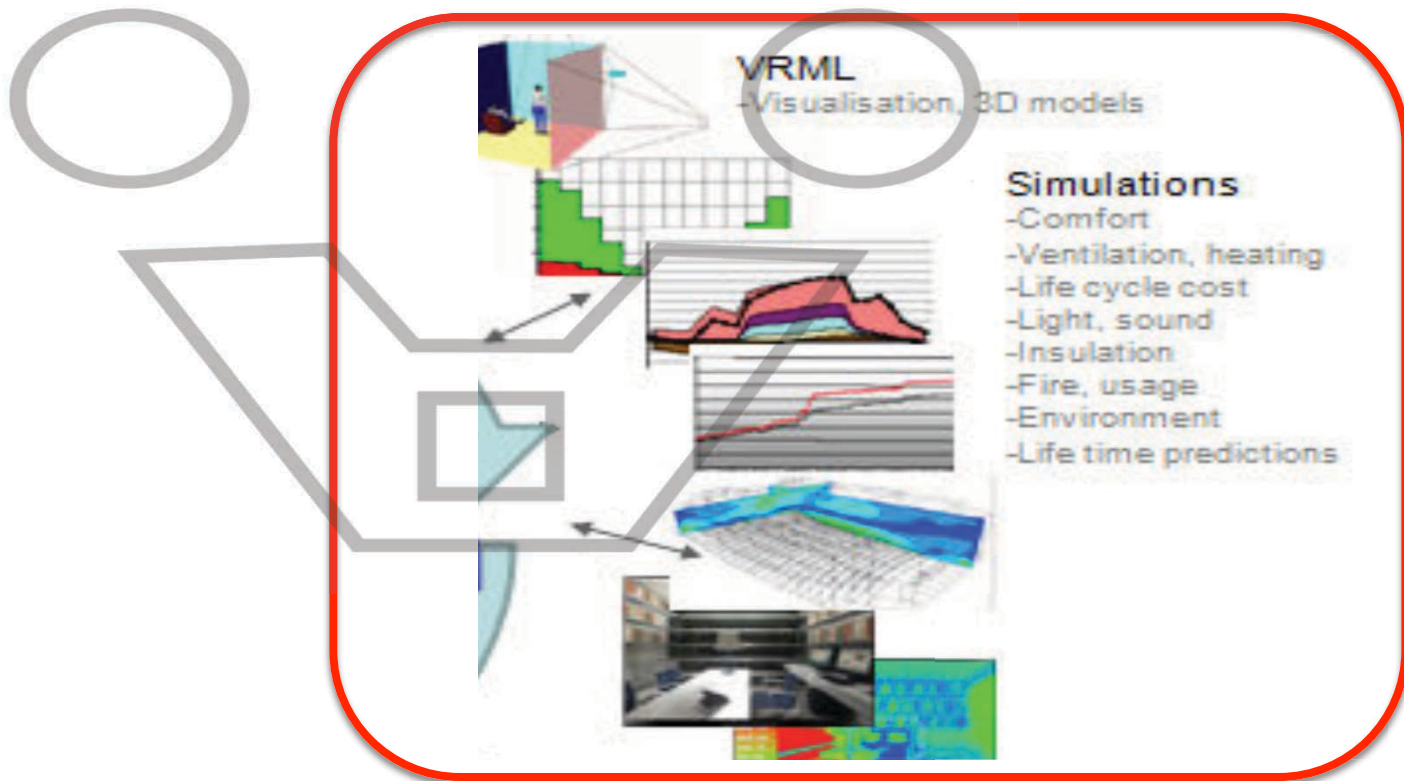 VRML
-Visualisation, 3D models
Simulations
-Comfort
-Ventilation, heating
-Life cycle cost
-Light, sound
-Insulation
-Fire, usage
-Environment
-Life time predictions